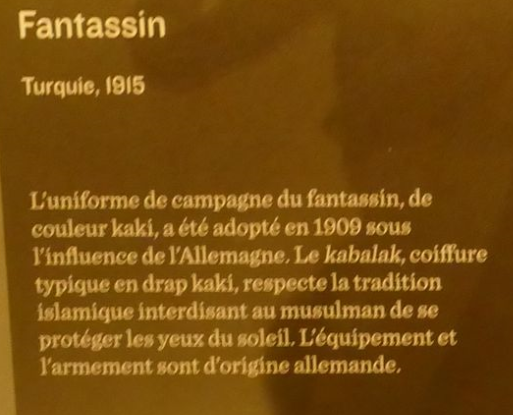 Fantassin
Turquie, 1915
L'uniforme de campagne du fantassin, de
couleur kaki, a été adopté en 1909 sous
l'influence de l'Allemagne. Le kabalak, coiffure
typique en drap kaki, respecte la tradition
islamique interdisant au musulman de se
protéger les yeux du soleil. L'équipement et
l'armement sont d'origine allemande.